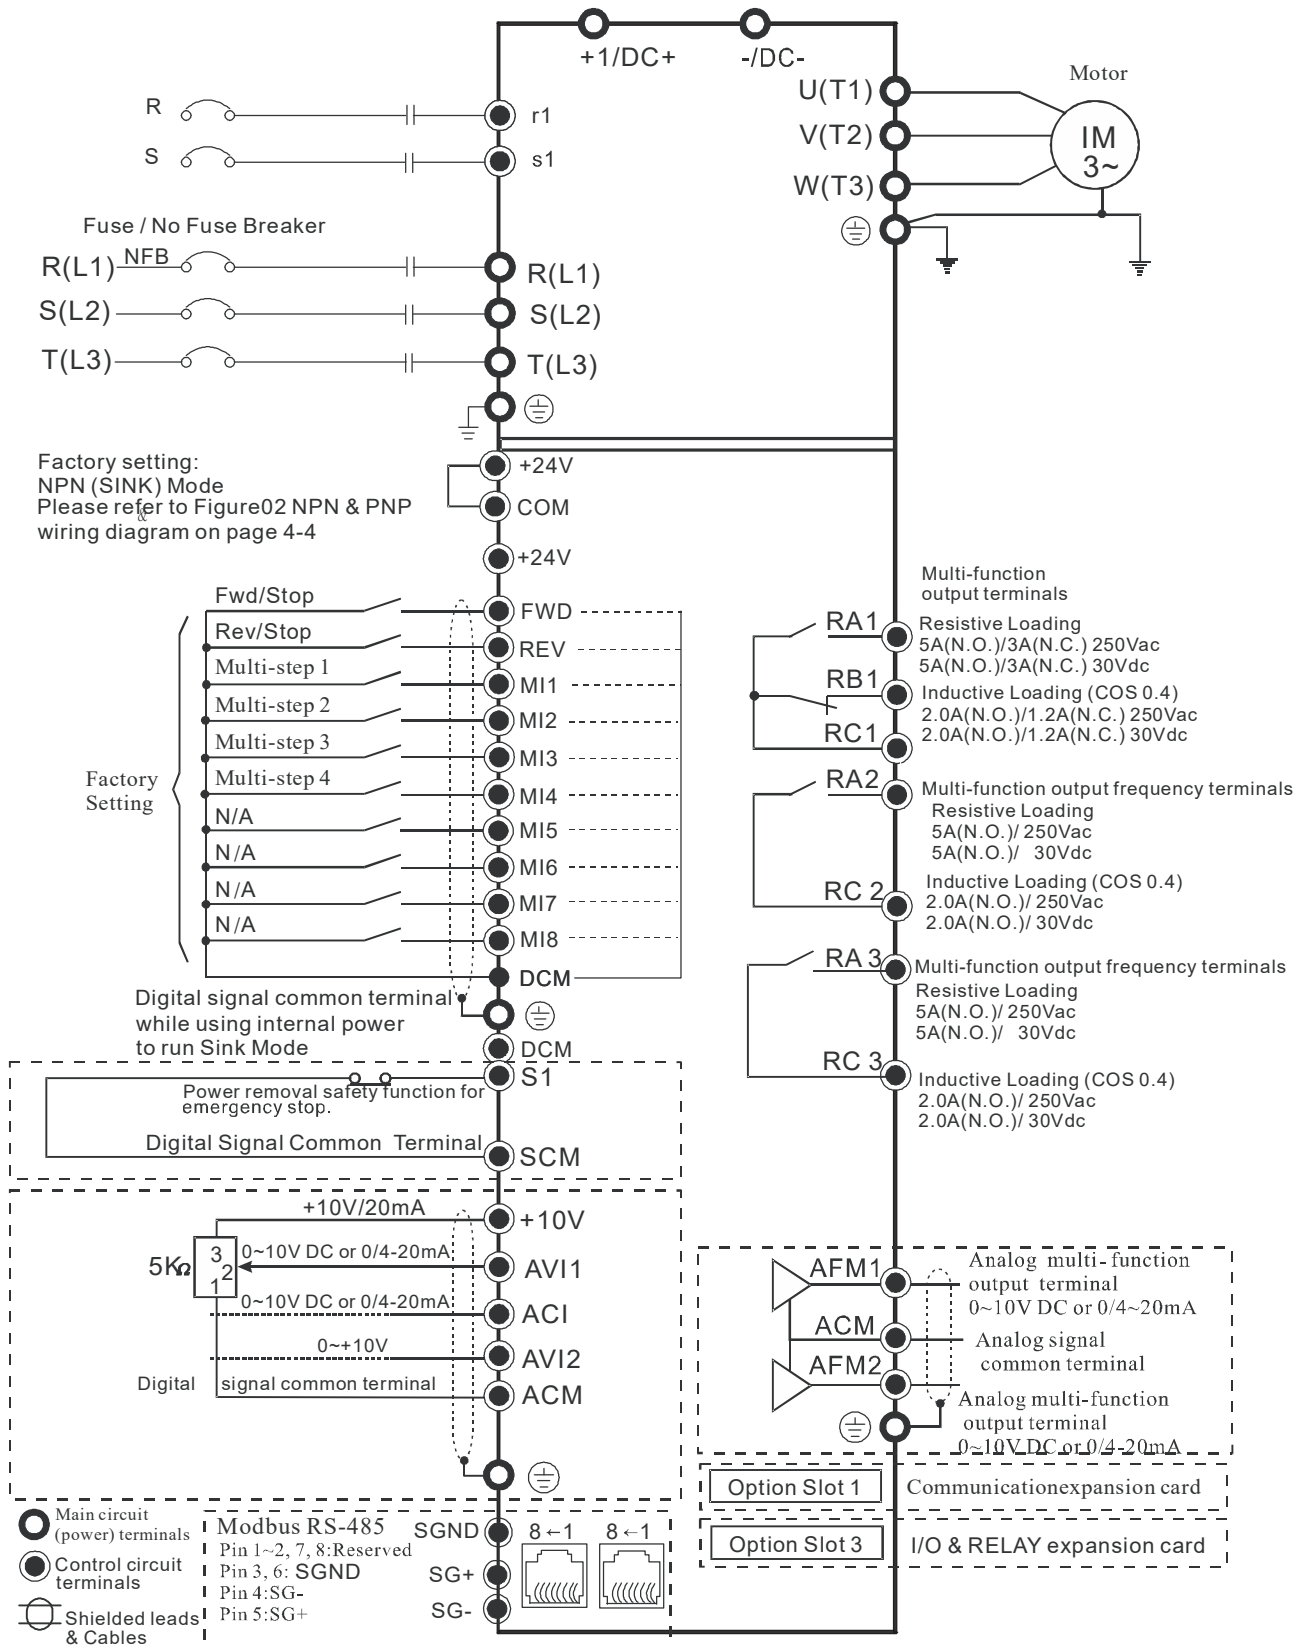 +1/DC+
-/DC-
Motor
U(T1)
V(T2)
W(T3)
IM
3~
R
r1
S
s1
Fuse / No Fuse Breaker
R(L1)
NFB
R(L1)
S(L2)
S(L2)
T(L3)
T(L3)
Factory setting:
NPN (SINK) Mode
Please refer to Figure02 NPN & PNP
&
wiring diagram on page 4-4
+24V
COM
+24V
Fwd/Stop
FWD
Rev/Stop
REV
Multi-step 1
MI1
Multi-step 2
MI2
Multi-step 3
MI3
Multi-step 4
MI4
N/A
MI5
N/A
MI6
N/A
MI7
N/A
MI8
Factory
Setting
DCM
Digital signal common terminal
while using internal power
to run Sink Mode
DCM
S1
Power removal safety function for
emergency stop.
Digital Signal Common Terminal
SCM
+10V/20mA
+10V
5KΩ
3
2
1
0~10V DC or 0/4-20mA
AVI1
0~10V DC or 0/4-20mA
ACI
0~+10V
AVI2
Digital signal common terminal
ACM
Multi-function
output terminals
RA1
Resistive Loading
5A(N.O.)/3A(N.C.) 250Vac
5A(N.O.)/3A(N.C.) 30Vdc
RB1
Inductive Loading (COS 0.4)
2.0A(N.O.)/1.2A(N.C.) 250Vac
2.0A(N.O.)/1.2A(N.C.) 30Vdc
RC1
RA2
Multi-function output frequency terminals
Resistive Loading
5A(N.O.)/ 250Vac
5A(N.O.)/ 30Vdc
RC 2
Inductive Loading (COS 0.4)
2.0A(N.O.)/ 250Vac
2.0A(N.O.)/ 30Vdc
RA 3
Multi-function output frequency terminals
Resistive Loading
5A(N.O.)/ 250Vac
5A(N.O.)/ 30Vdc
RC 3
Inductive Loading (COS 0.4)
2.0A(N.O.)/ 250Vac
2.0A(N.O.)/ 30Vdc
AFM1
Analog multi-function
output terminal
0~10V DC or 0/4~20mA
ACM
Analog signal
common terminal
AFM2
Analog multi-function
output terminal
0~10V DC or 0/4-20mA
Option Slot 1
Communicationexpansion card
Option Slot 3
I/O & RELAY expansion card
Main circuit
(power) terminals
Control circuit
terminals
Shielded leads
& Cables
Modbus RS-485
Pin 1~2, 7, 8:Reserved
Pin 3, 6: SGND
Pin 4:SG-
Pin 5:SG+
SGND
SG+
SG-
8←1
8←1